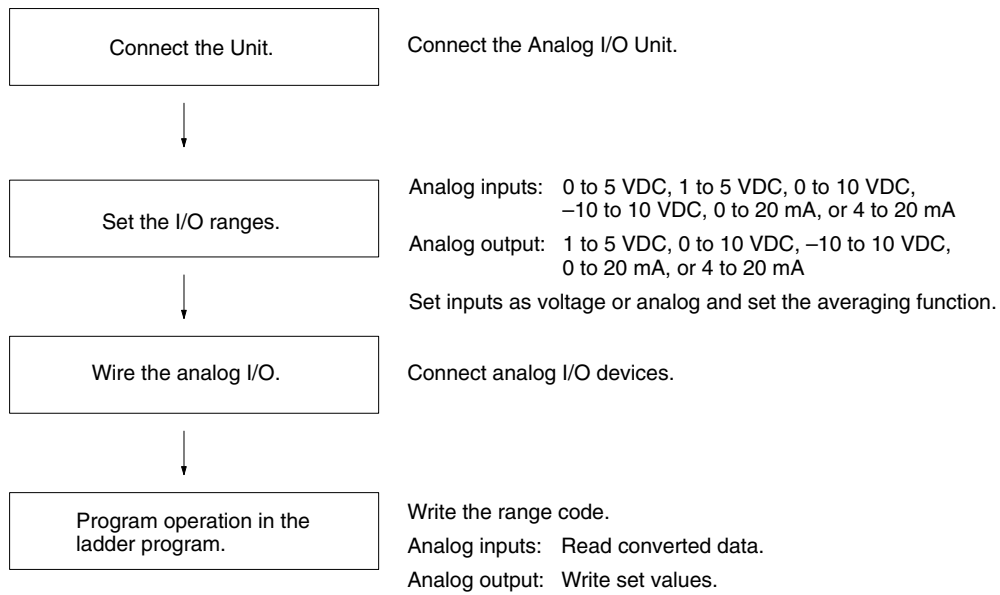 Connect the Unit.
Connect the Analog I/O Unit.
Set the I/O ranges.
Analog inputs: 0 to 5 VDC, 1 to 5 VDC, 0 to 10 VDC,
–10 to 10 VDC, 0 to 20 mA, or 4 to 20 mA
Analog output: 1 to 5 VDC, 0 to 10 VDC, –10 to 10 VDC,
0 to 20 mA, or 4 to 20 mA
Set inputs as voltage or analog and set the averaging function.
Wire the analog I/O.
Connect analog I/O devices.
Program operation in the
ladder program.
Write the range code.
Analog inputs: Read converted data.
Analog output: Write set values.